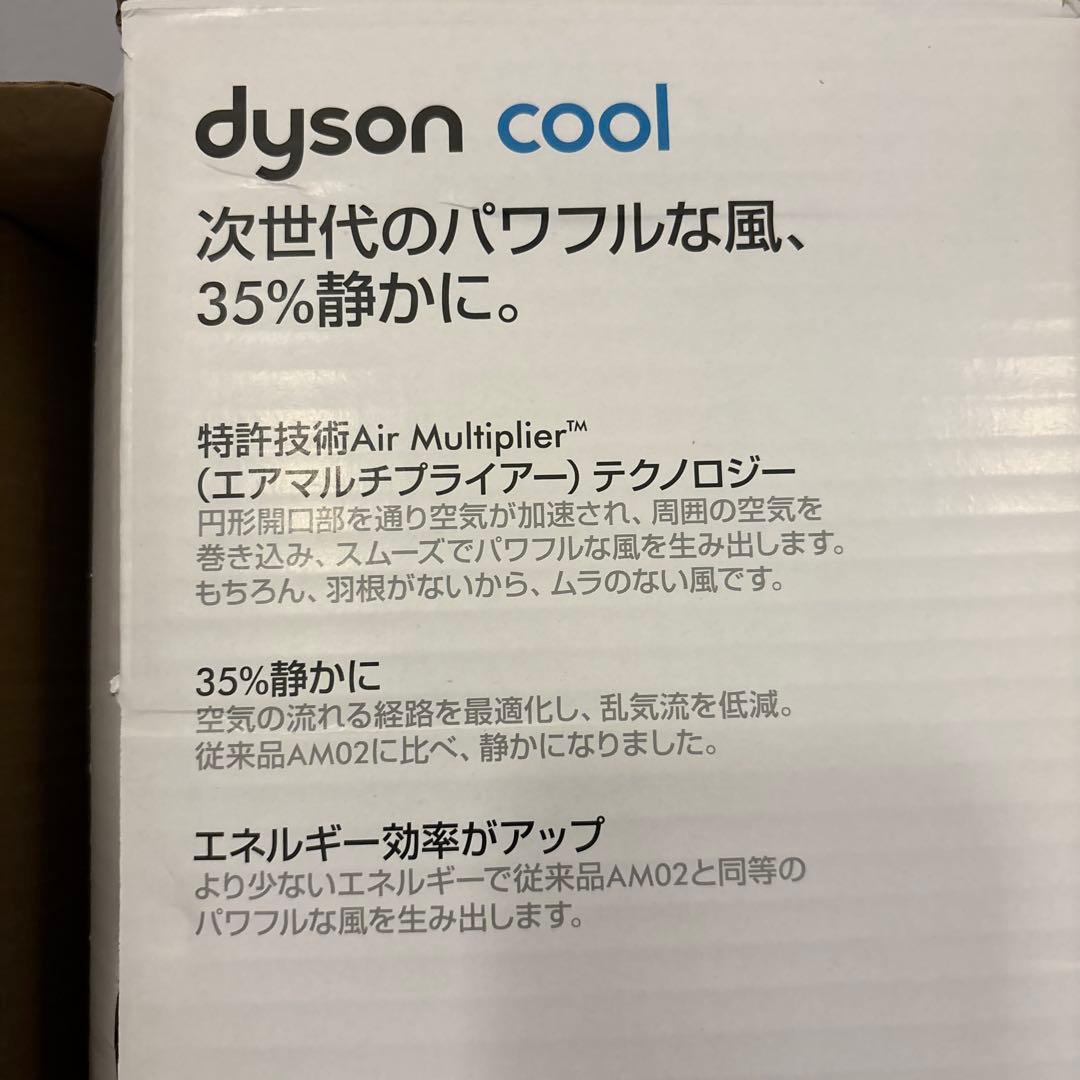 dyson cool
次世代のパワフルな風、
35%静かに。
特許技術Air Multiplier™
(エアマルチプライアー) テクノロジー
円形開口部を通り空気が加速され、周囲の空気を
巻き込み、スムーズでパワフルな風を生み出します。
もちろん、羽根がないから、ムラのない風です。
35%静かに
空気の流れる経路を最適化し、乱気流を低減。
従来品AM02に比べ、静かになりました。
エネルギー効率がアップ
より少ないエネルギーで従来品AM02と同等の
パワフルな風を生み出します。